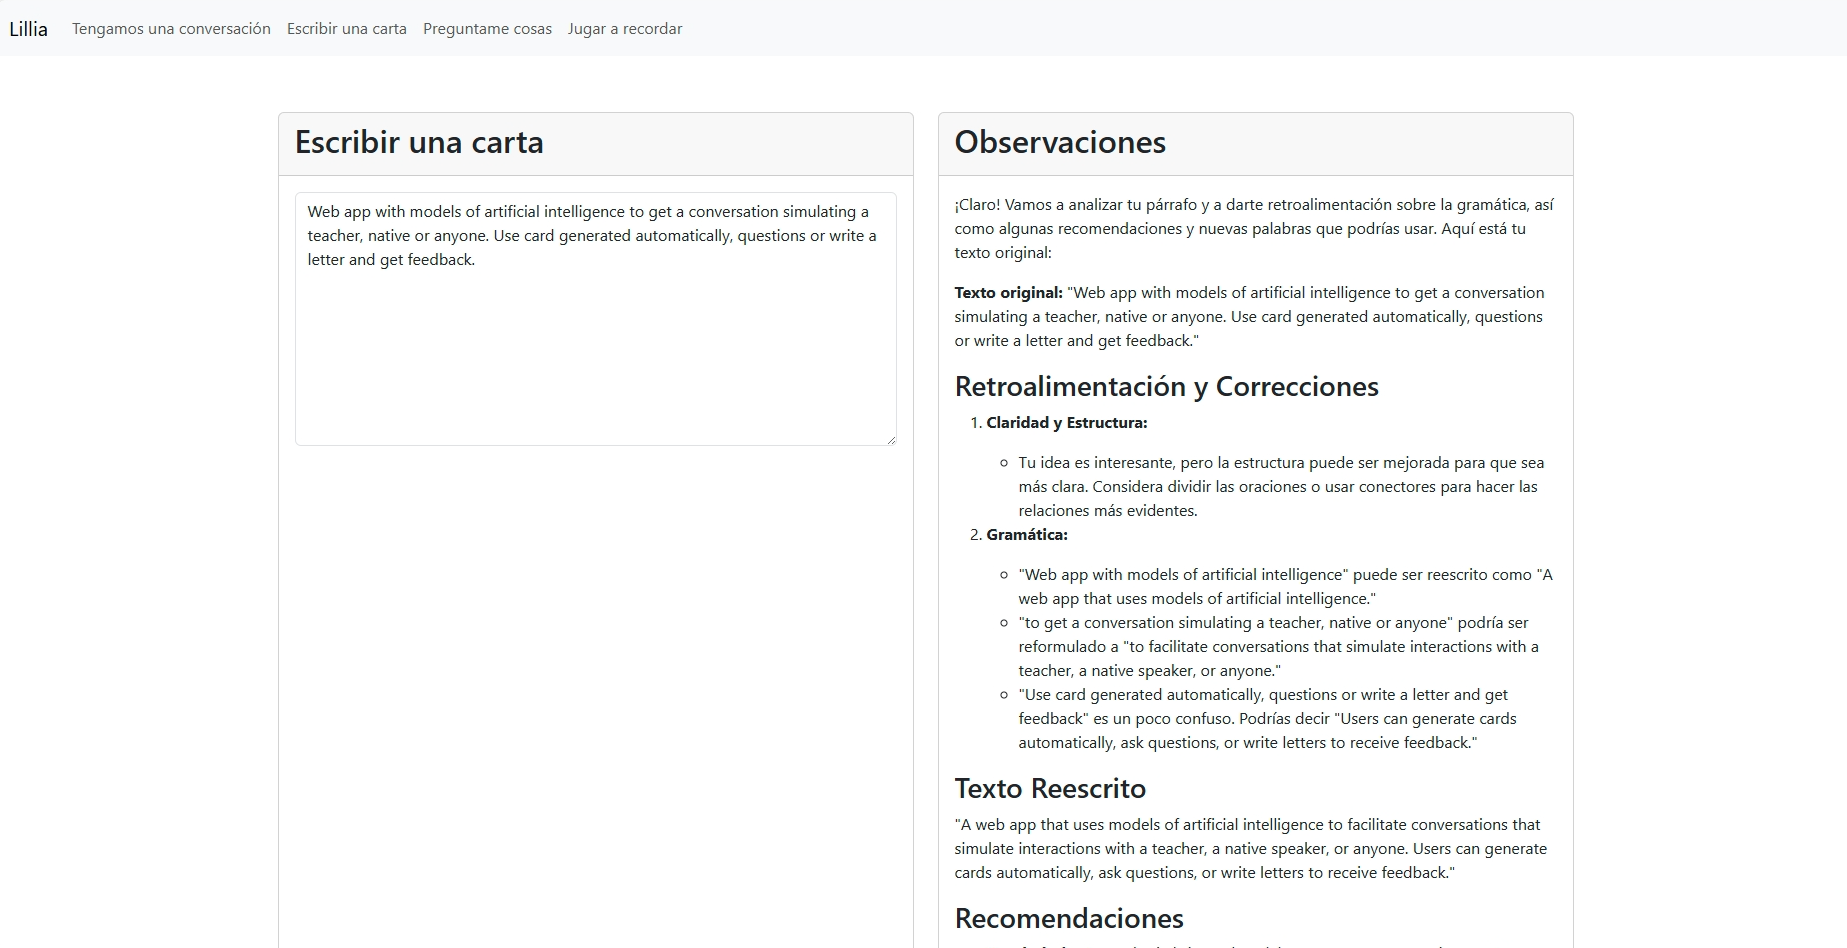 Lillia
Tengamos una conversación
Escribir una carta
Preguntame cosas
Jugar a recordar
Escribir una carta
Web app with models of artificial intelligence to get a conversation simulating a
teacher, native or anyone. Use card generated automatically, questions or write a
letter and get feedback.
Observaciones
¡Claro! Vamos a analizar tu párrafo y a darte retroalimentación sobre la gramática, así
como algunas recomendaciones y nuevas palabras que podrías usar. Aquí está tu
texto original:
Texto original: "Web app with models of artificial intelligence to get a conversation
simulating a teacher, native or anyone. Use card generated automatically, questions
or write a letter and get feedback."
Retroalimentación y Correcciones
1. Claridad y Estructura:
Tu idea es interesante, pero la estructura puede ser mejorada para que sea
más clara. Considera dividir las oraciones o usar conectores para hacer las
relaciones más evidentes.
2. Gramática:
"Web app with models of artificial intelligence" puede ser reescrito como "A
web app that uses models of artificial intelligence."
"to get a conversation simulating a teacher, native or anyone" podría ser
reformulado a "to facilitate conversations that simulate interactions with a
teacher, a native speaker, or anyone."
"Use card generated automatically, questions or write a letter and get
feedback" es un poco confuso. Podrías decir "Users can generate cards
automatically, ask questions, or write letters to receive feedback."
Texto Reescrito
"A web app that uses models of artificial intelligence to facilitate conversations that
simulate interactions with a teacher, a native speaker, or anyone. Users can generate
cards automatically, ask questions, or write letters to receive feedback."
Recomendaciones